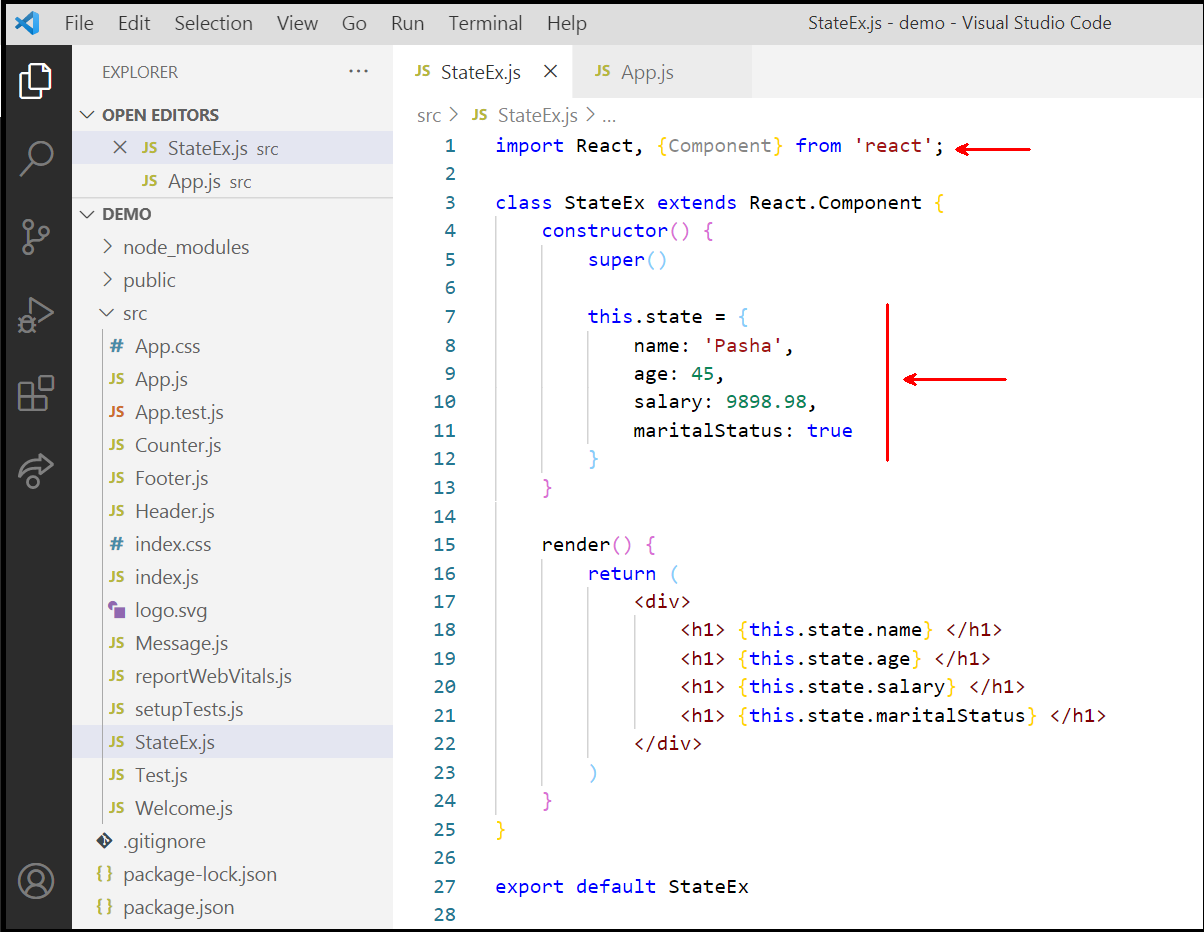 File Edit Selection View Go Run Terminal Help StateEx.js - demo - Visual Studio Code
EXPLORER ...
OPEN EDITORS
JS StateEx.js src
JS App.js src
DEMO
node_modules
public
src
# App.css
JS App.js
JS App.test.js
JS Counter.js
JS Footer.js
JS Header.js
# index.css
JS index.js
logo.svg
JS Message.js
JS reportWebVitals.js
JS setupTests.js
JS StateEx.js
JS Test.js
JS Welcome.js
.gitignore
{} package-lock.json
{} package.json
JS StateEx.js JS App.js
src > JS StateEx.js > ...
1 import React, {Component} from 'react';
2
3 class StateEx extends React.Component {
4 constructor() {
5 super()
6
7 this.state = {
8 name: 'Pasha',
9 age: 45,
10 salary: 9898.98,
11 maritalStatus: true
12 }
13 }
14
15 render() {
16 return (
17 <div>
18 <h1> {this.state.name} </h1>
19 <h1> {this.state.age} </h1>
20 <h1> {this.state.salary} </h1>
21 <h1> {this.state.maritalStatus} </h1>
22 </div>
23 )
24 }
25 }
26
27 export default StateEx
28